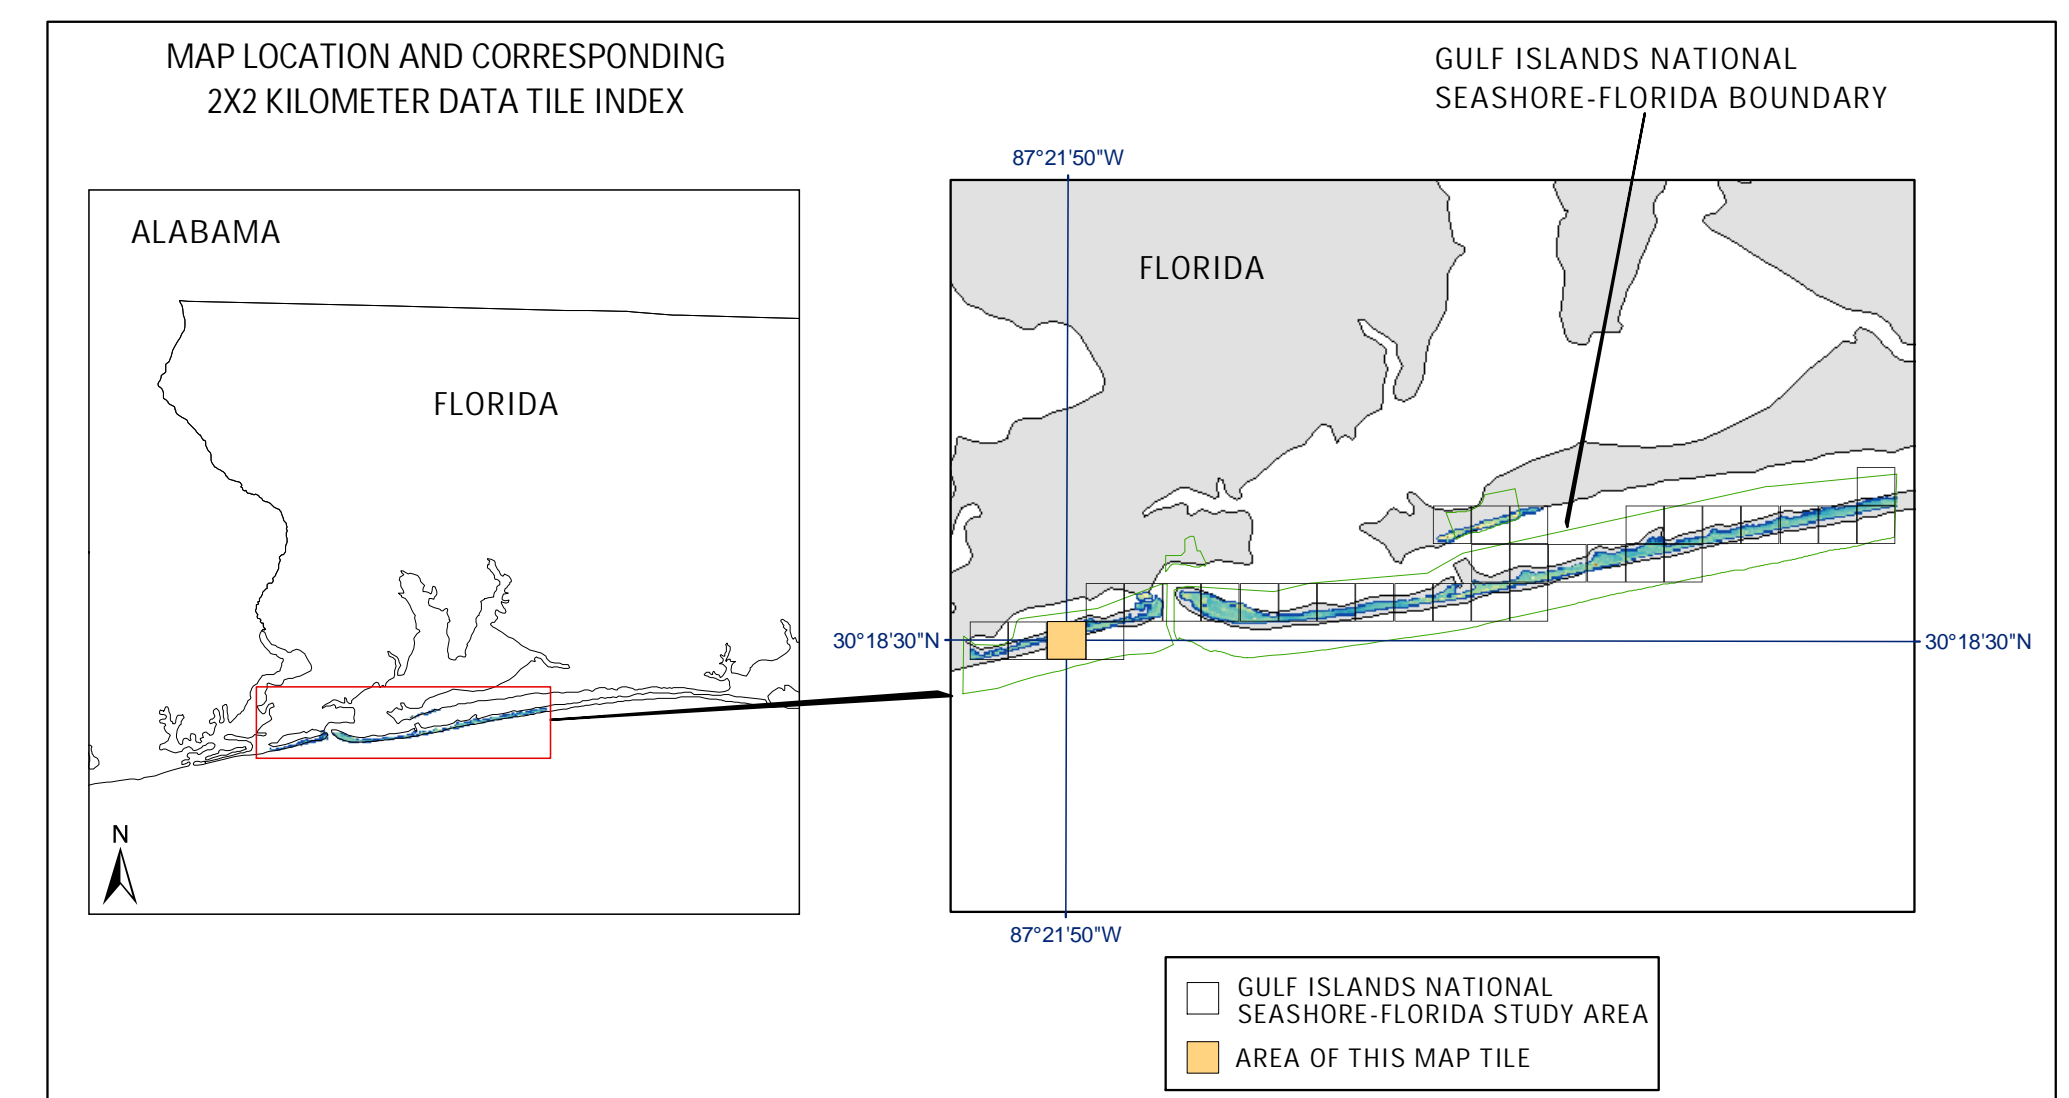 MAP LOCATION AND CORRESPONDING
2X2 KILOMETER DATA TILE INDEX
GULF ISLANDS NATIONAL
SEASHORE-FLORIDA BOUNDARY
ALABAMA
FLORIDA
N
87°21'50"W
FLORIDA
30°18'30"N
30°18'30"N
87°21'50"W
GULF ISLANDS NATIONAL
SEASHORE-FLORIDA STUDY AREA
AREA OF THIS MAP TILE